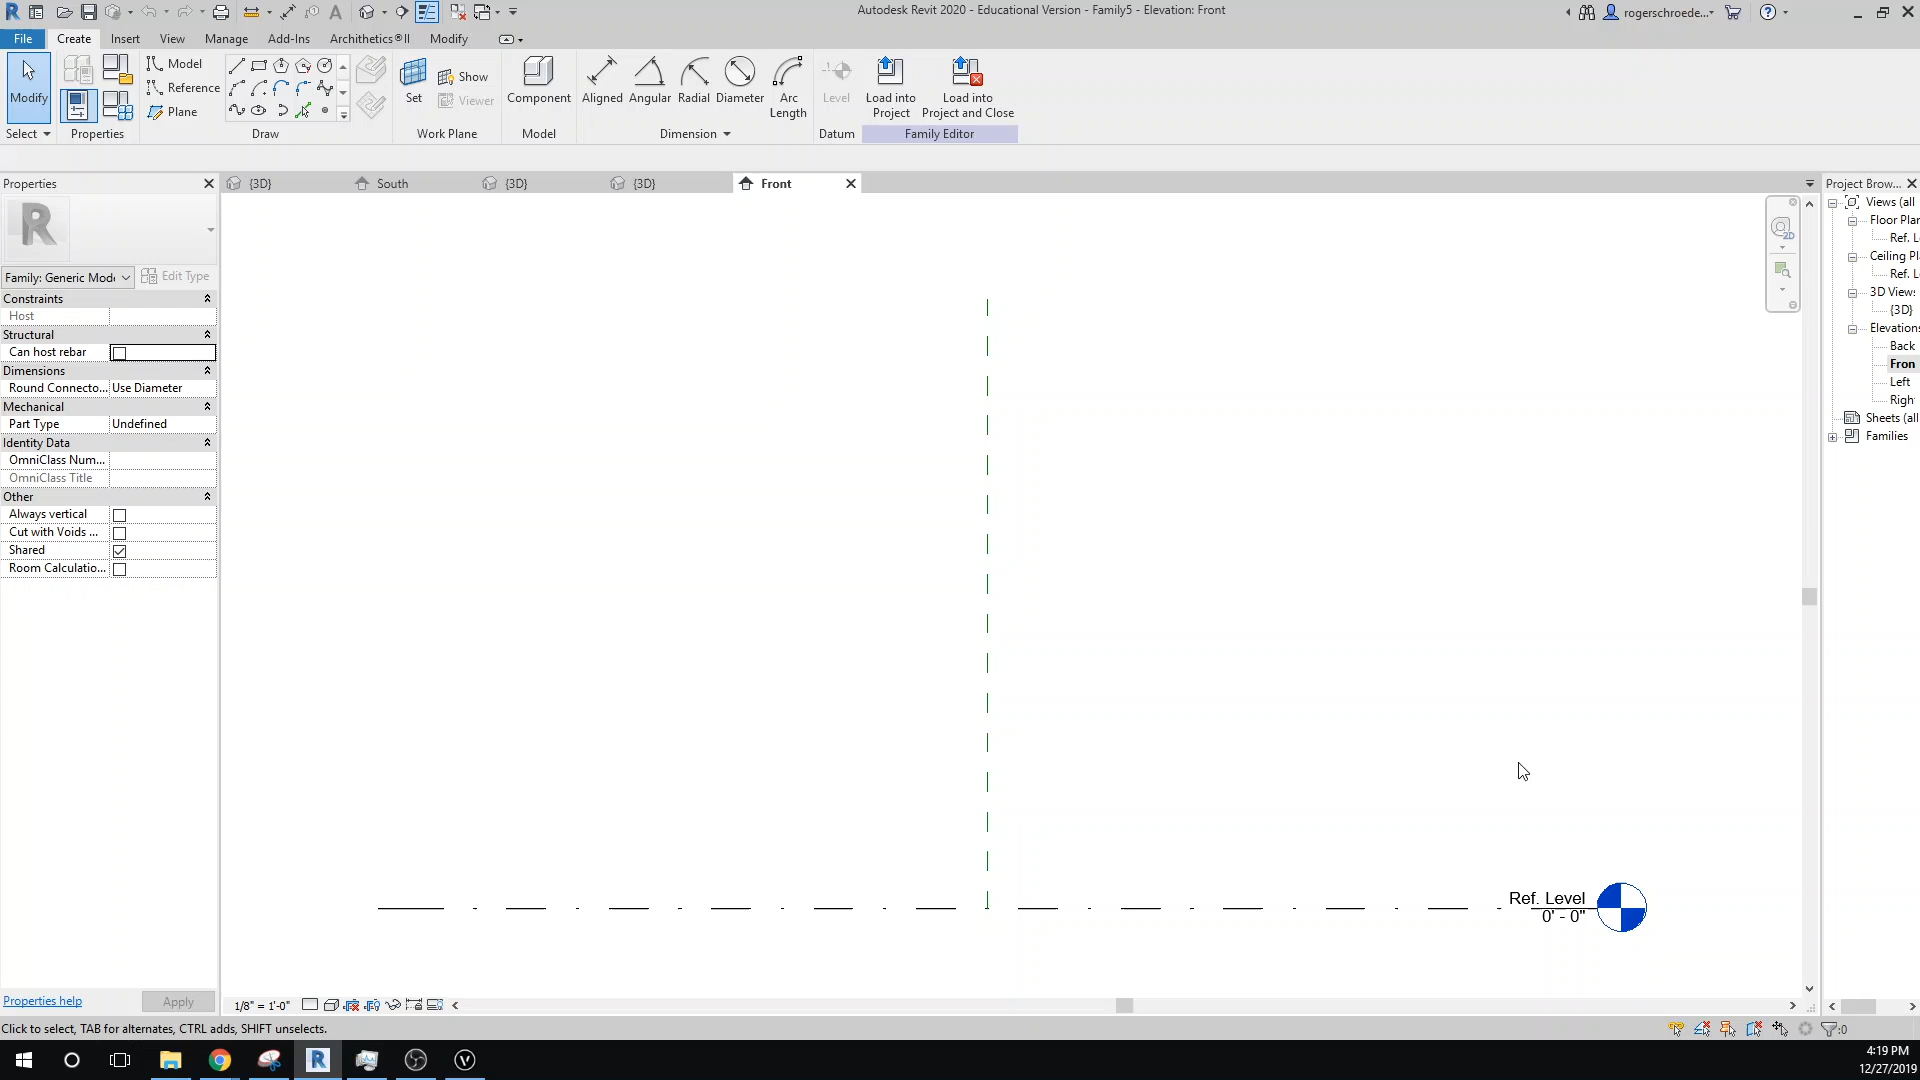 Autodesk Revit 2020 - Educational Version - Family5 - Elevation: Front
rogerschroede...
File
Create
Insert
View
Manage
Add-Ins
Archithetics®II
Modify
Modify
Select
Properties
Model
Reference
Plane
Draw
Set
Show
Viewer
Work Plane
Component
Model
Aligned
Angular
Radial
Diameter
Arc
Length
Dimension
Level
Datum
Load into
Project
Load into
Project and Close
Family Editor
Properties
{3D}
South
{3D}
{3D}
Front
Project Brow...
R
Family: Generic Mode
Edit Type
Constraints
Host
Structural
Can host rebar
Dimensions
Round Connecto...
Use Diameter
Mechanical
Part Type
Undefined
Identity Data
OmniClass Num...
OmniClass Title
Other
Always vertical
Cut with Voids ...
Shared
Room Calculatio...
Properties help
Apply
2D
Views (all
Floor Plan
Ref. L
Ceiling Pl
Ref. L
3D Views
{3D}
Elevations
Back
Fron
Left
Righ
Sheets (all
Families
Ref. Level
0' - 0"
1/8" = 1'-0"
Click to select, TAB for alternates, CTRL adds, SHIFT unselects.
:0
4:19 PM
12/27/2019